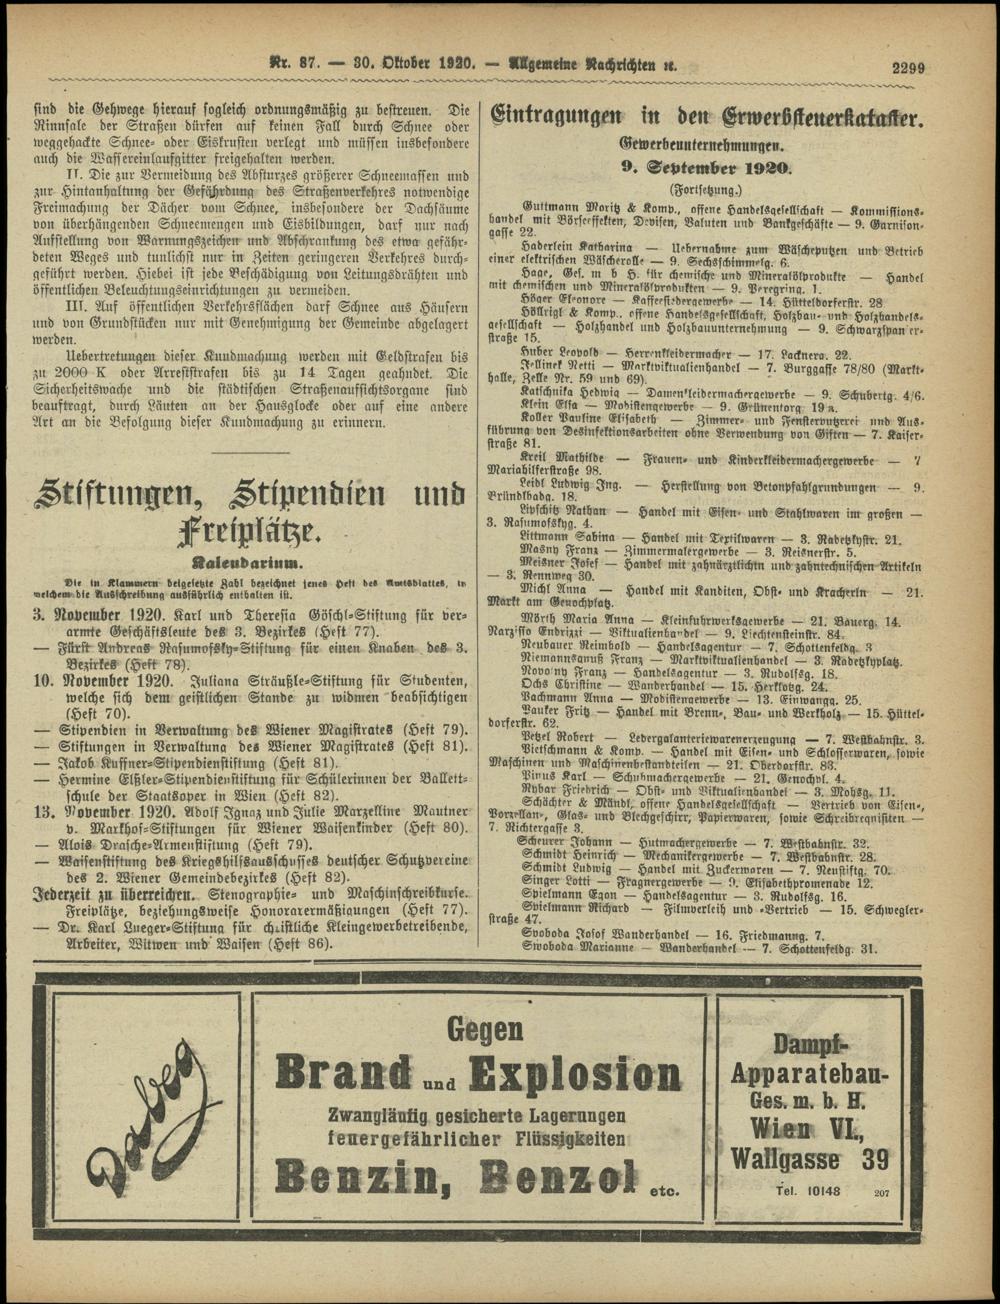 Nr. 87. — 30. Oktober 1920. — Allgemeine Nachrichten ꝛc.
2299
sind die Gehwege hierauf sogleich ordnungsmäßig zu bestreuen. Die
Rinnsale der Straßen dürfen auf keinen Fall durch Schnee oder
weggehackte Schnee- oder Eiskrusten verlegt und müssen insbesondere
auch die Wassereinlaufgitter freigehalten werden.
II. Die zur Vermeidung des Absturzes größerer Schneemassen und
zur Hintanhaltung der Gefährdung des Straßenverkehres notwendige
Freimachung der Dächer vom Schnee, insbesondere der Dachsäume
von überhängenden Schneemengen und Eisbildungen, darf nur nach
Aufstellung von Warnungszeichen und Abschrankung des etwa gefähr-
deten Weges und tunlichst nur in Zeiten geringeren Verkehres durch-
geführt werden. Hiebei ist jede Beschädigung von Leitungsdrähten und
öffentlichen Beleuchtungseinrichtungen zu vermeiden.
III. Auf öffentlichen Verkehrsflächen darf Schnee aus Häusern
und von Grundstücken nur mit Genehmigung der Gemeinde abgelagert
werden.
Uebertretungen dieser Kundmachung werden mit Geldstrafen bis
zu 2000 K oder Arreststrafen bis zu 14 Tagen geahndet. Die
Sicherheitswache und die städtischen Straßenaufsichtsorgane sind
beauftragt, durch Läuten an der Hausglocke oder auf eine andere
Art an die Befolgung dieser Kundmachung zu erinnern.
Stiftungen, Stipendien und
Freiplätze.
Kalendarium.
Die in Klammern beigesetzte Zahl bezeichnet jenes Heft des Amtsblattes, in
welchem die Ausschreibung ausführlich enthalten ist.
3. November 1920. Karl und Theresia Göschl-Stiftung für ver-
armte Geschäftsleute des 3. Bezirkes (Heft 77).
— Fürst Andreas Rasumofsky-Stiftung für einen Knaben des 3.
Bezirkes (Heft 78).
10. November 1920. Juliana Sträußle-Stiftung für Studenten,
welche sich dem geistlichen Stande zu widmen beabsichtigen
(Heft 70).
— Stipendien in Verwaltung des Wiener Magistrates (Heft 79).
— Stiftungen in Verwaltung des Wiener Magistrates (Heft 81).
— Jakob Kuffner-Stipendienstiftung (Heft 81).
— Hermine Elßler-Stipendienstiftung für Schülerinnen der Ballett-
schule der Staatsoper in Wien (Heft 82).
13. November 1920. Adolf Ignaz und Julie Marzelline Mautner
v. Markhof-Stiftungen für Wiener Waisenkinder (Heft 80).
— Alois Drasche-Armenstiftung (Heft 79).
— Waisenstiftung des Kriegshilfsausschusses deutscher Schutzvereine
des 2. Wiener Gemeindebezirkes (Heft 82).
Jederzeit zu überreichen. Stenographie- und Maschinschreibkurse.
Freiplätze, beziehungsweise Honorarermäßigungen (Heft 77).
— Dr. Karl Lueger-Stiftung für christliche Kleingewerbetreibende,
Arbeiter, Witwen und Waisen (Heft 86).
Eintragungen in den Erwerbsteuerkataster.
Gewerbeunternehmungen.
9. September 1920.
(Fortsetzung.)
Guttmann Moritz & Komp., offene Handelsgesellschaft — Kommissions-
handel mit Börseeffekten, Devisen, Valuten und Bankgeschäfte — 9. Garnison-
gasse 22.
Haderlein Katharina — Uebernahme zum Wäscheputzen und Betrieb
einer elektrischen Wäscherolle — 9. Sechsschimmelg. 6.
Hage, Ges. m b H. für chemische und Mineralölprodukte — Handel
mit chemischen und Mineralölprodukten — 9. Peregring. 1.
Höger Eleonore — Kaffeesiedergewerbe — 14. Hütteldorferstr. 28
Höllrigl & Komp., offene Handelsgesellschaft, Holzbau- und Holzhandels-
gesellschaft — Holzhandel und Holzbauunternehmung — 9. Schwarzspanier-
straße 15.
Huber Leopold — Herrenkleidermacher — 17. Lacknerg. 22.
Jellinek Netti — Marktviktualienhandel — 7. Burggasse 78/80 (Markt-
halle, Zelle Nr. 59 und 69).
Katschnika Hedwig — Damenkleidermachergewerbe — 9. Schubertg. 4/6.
Klein Elsa — Modistengewerbe — 9. Grünentorg. 19 a.
Koller Pauline Elisabeth — Zimmer- und Fensterputzerei und Aus-
führung von Desinfektionsarbeiten ohne Verwendung von Giften — 7. Kaiser-
straße 81.
Kreil Mathilde — Frauen- und Kinderkleidermachergewerbe — 7
Mariahilferstraße 98.
Leidl Ludwig Ing. — Herstellung von Betonpfahlgrundungen — 9.
Gründlbadg. 18.
Lipschitz Nathan — Handel mit Eisen- und Stahlwaren im großen —
3. Rasumofskyg. 4.
Littmann Sabina — Handel mit Textilwaren — 3. Radetzkystr. 21.
Masny Franz — Zimmermalergewerbe — 3. Reisnerstr. 5.
Meisner Josef — Handel mit zahnärztlichtn und zahntechnischen Artikeln
— 3. Rennweg 30.
Michl Anna — Handel mit Kanditen, Obst- und Kracherln — 21.
Markt am Genochplatz.
Mörth Maria Anna — Kleinfuhrwerksgewerbe — 21. Bauerg. 14.
Narzisso Endrizzi — Viktualienhandel — 9. Liechtensteinstr. 84.
Neubauer Reimhold — Handelsagentur — 7. Schottenfeldg. 3
Niemannsgnuß Franz — Marktviktualienhandel — 3. Radetzkyplatz.
Novotny Franz — Handelsagentur — 3. Rudolfsg. 18.
Ochs Christine — Wanderhandel — 15. Herklotzg. 24.
Pachmann Anna — Modistengewerbe — 13. Einwangg. 25.
Pauker Fritz — Handel mit Brenn-, Bau- und Werkholz — 15. Hüttel-
dorferstr. 62.
Petzel Robert — Ledergalanteriewarenerzeugung — 7. Westbahnstr. 3.
Pietschmann & Komp. — Handel mit Eisen- und Schlosserwaren, sowie
Maschinen und Maschinenbestandteilen — 21. Oberdorfstr. 83.
Pinus Karl — Schuhmachergewerbe — 21. Genochpl. 4.
Rybar Friedrich — Obst- und Viktualienhandel — 3. Mohsg. 11.
Schächter & Mändl, offene Handelsgesellschaft — Vertrieb von Eisen-,
Porzellan-, Glas- und Blechgeschirr, Papierwaren, sowie Schreibrequisiten —
7. Richtergasse 3.
Scheurer Johann — Hutmachergewerbe — 7. Westbahnstr. 32.
Schmidt Heinrich — Mechanikergewerbe — 7. Westbahnstr. 28.
Schmidt Ludwig — Handel mit Zuckerwaren — 7. Neustiftg. 70.
Singer Lotti — Fragnergewerbe — 9. Elisabethpromenade 12.
Spielmann Egon — Handelsagentur — 3. Rudolfsg. 16.
Spielmann Richard — Filmverleih und -Vertrieb — 15. Schwegler-
straße 47.
Svoboda Josof Wanderhandel — 16. Friedmanng. 7.
Swoboda Marianne — Wanderhandel — 7. Schottenfeldg. 31.
Dabeg
Gegen
Brand und Explosion
Zwangläufig gesicherte Lagerungen
feuergefährlicher Flüssigkeiten
Benzin, Benzol etc.
Dampf-
Apparatebau-
Ges. m. b. H.
Wien VI.,
Wallgasse 39
Tel. 10148 207